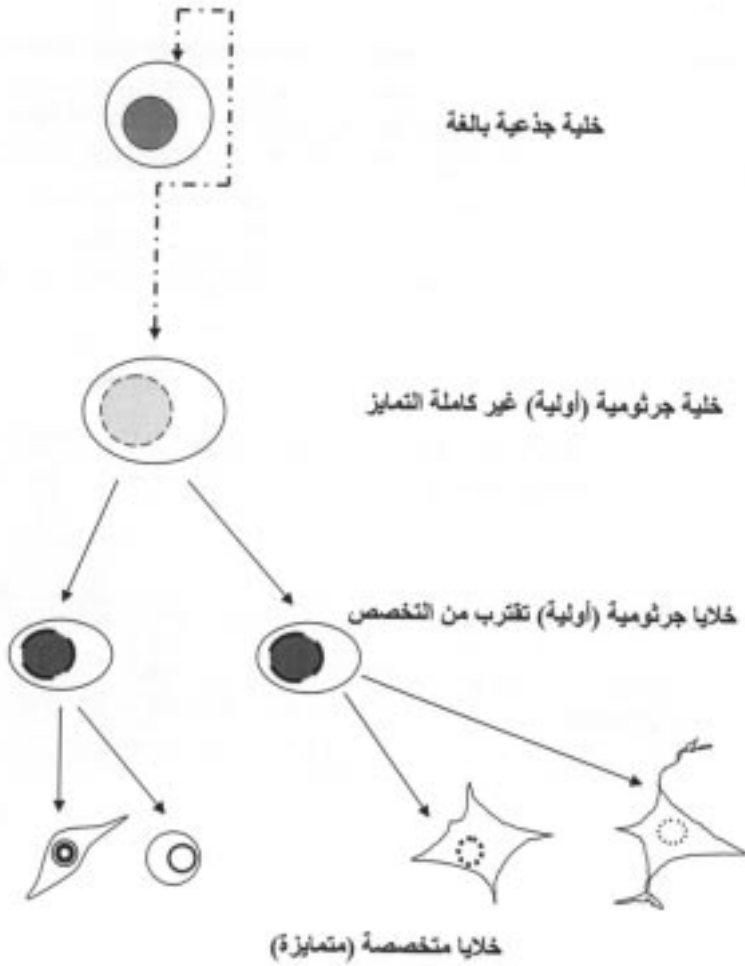 خلية جذعية بالغة
خلية جرثومية (أولية) غير كاملة التمايز
خلايا جرثومية (أولية) تقترب من التخصص
خلايا متخصصة (متمايزة)